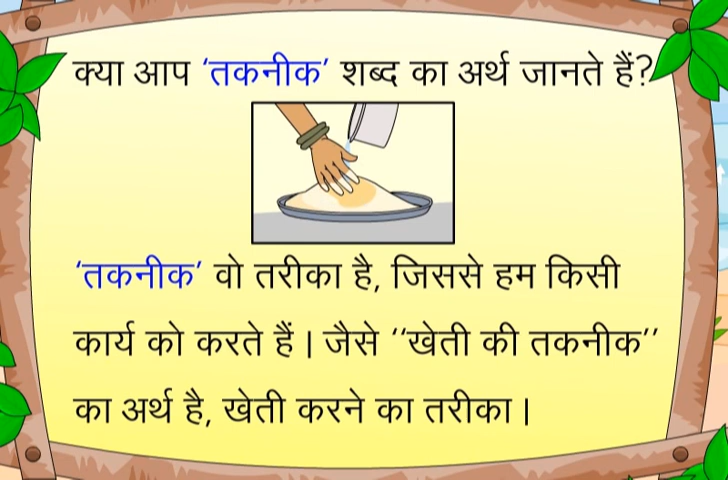 क्या आप ‘तकनीक’ शब्द का अर्थ जानते हैं?
‘तकनीक’ वो तरीका है, जिससे हम किसी
कार्य को करते हैं | जैसे ‘‘खेती की तकनीक’’
का अर्थ है, खेती करने का तरीका |